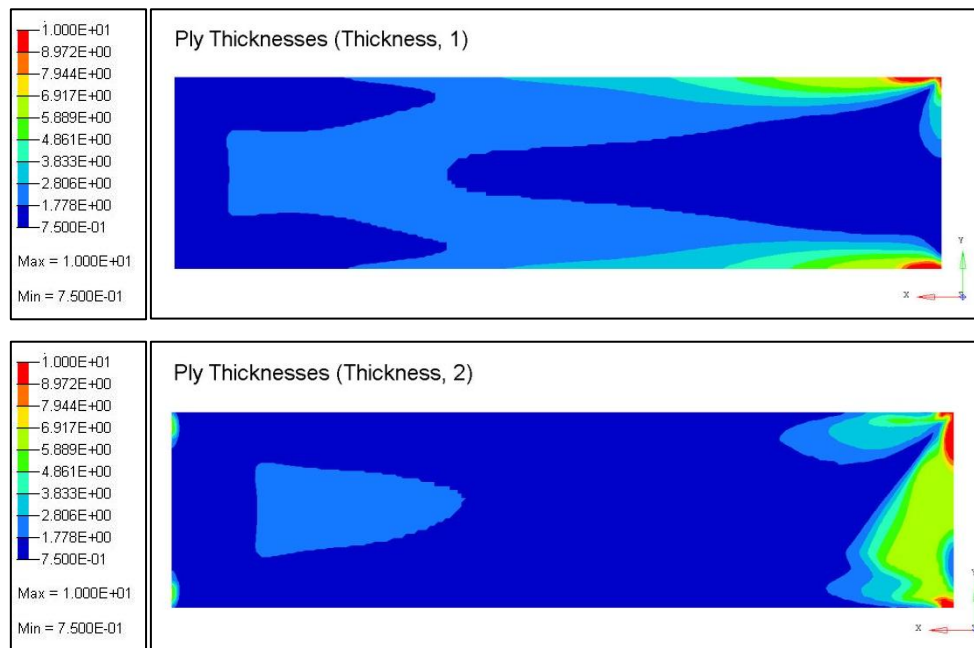 1.000E+01
8.972E+00
7.944E+00
6.917E+00
5.889E+00
4.861E+00
3.833E+00
2.806E+00
1.778E+00
7.500E-01
Max = 1.000E+01
Min = 7.500E-01
Ply Thicknesses (Thickness, 1)
Y
X
1.000E+01
8.972E+00
7.944E+00
6.917E+00
5.889E+00
4.861E+00
3.833E+00
2.806E+00
1.778E+00
7.500E-01
Max = 1.000E+01
Min = 7.500E-01
Ply Thicknesses (Thickness, 2)
X